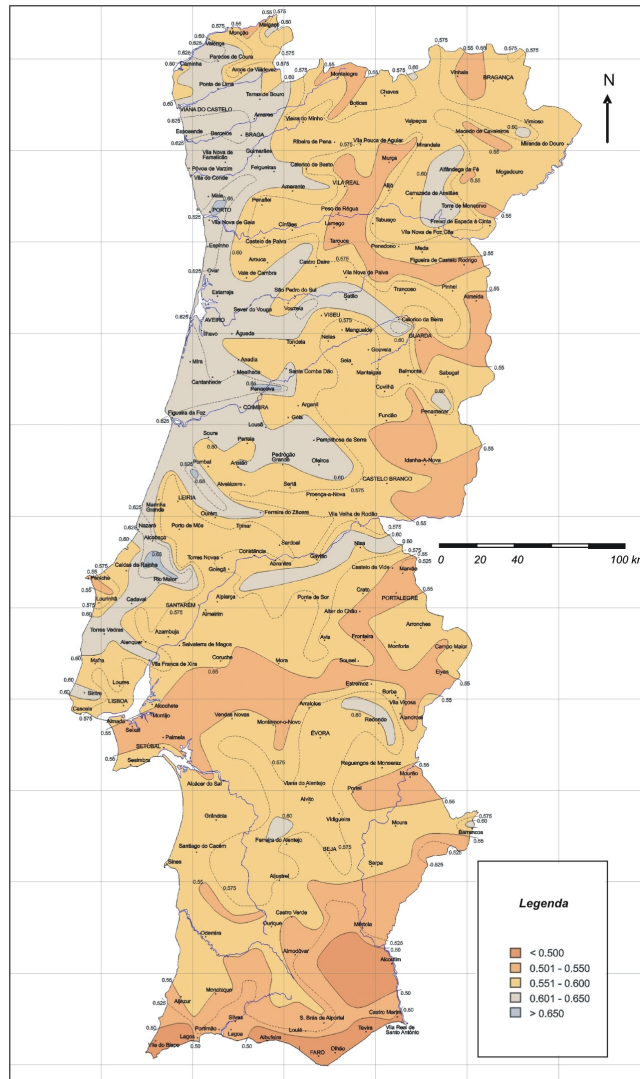 Melgaço
Monção
Valença
Paredes de Coura
Caminha
Arcos de Valdevez
Ponte de Lima
Terras de Bouro
VIANA DO CASTELO
Amares
Esposende
Barcelos
BRAGA
Vieira do Minho
Montalegre
Boticas
Chaves
Vinhais
BRAGANÇA
Valpaços
Vimioso
Macedo de Cavaleiros
Mirandela
Miranda do Douro
Vila Nova de
Famalicão
Guimarães
Ribeira de Pena
Vila Pouca de Aguiar
Póvoa de Varzim
Felgueiras
Celorico de Basto
Murça
Alfândega da Fé
Mogadouro
Vila do Conde
Amarante
VILA REAL
Alijó
Carrazeda de Ansiães
Maia
Penafiel
PORTO
Peso da Régua
Torre de Moncorvo
Vila Nova de Gaia
Cinfães
Lamego
Tabuaço
Freixo de Espada à Cinta
Vila Nova de Foz Côa
Espinho
Castelo de Paiva
Tarouca
Penedono
Meda
Arouca
Castro Daire
Figueira de Castelo Rodrigo
Ovar
Vale de Cambra
Vila Nova de Paiva
Estarreja
São Pedro do Sul
Sátão
Trancoso
Pinhel
Almeida
AVEIRO
Sever do Vouga
Vouzela
VISEU
Celorico da Beira
Ílhavo
Águeda
Mangualde
GUARDA
Tondela
Nelas
Gouveia
Mira
Anadia
Seia
Mealhada
Santa Comba Dão
Manteigas
Belmonte
Sabugal
Cantanhede
Penacova
Covilhã
Figueira da Foz
COIMBRA
Arganil
Fundão
Penamacor
Lousã
Góis
Soure
Penela
Pampilhosa da Serra
Pombal
Ansião
Pedrógão
Grande
Oleiros
Idanha-A-Nova
Alvaiázere
Sertã
CASTELO BRANCO
LEIRIA
Marinha
Grande
Proença-a-Nova
Ourém
Ferreira do Zêzere
Vila Velha de Rodão
Nazaré
Porto de Mós
Tomar
Alcobaça
Sardoal
Torres Novas
Constância
Gavião
Nisa
Caldas da Rainha
Golegã
Abrantes
Castelo de Vide
Marvão
Peniche
Rio Maior
Alpiarça
Crato
PORTALEGRE
Lourinhã
Cadaval
SANTARÉM
Almeirim
Ponte de Sor
Alter do Chão
Arronches
Torres Vedras
Azambuja
Avis
Fronteira
Monforte
Campo Maior
Alenquer
Salvaterra de Magos
Mafra
Vila Franca de Xira
Coruche
Mora
Sousel
Elvas
Loures
Estremoz
Borba
Sintra
LISBOA
Alcochete
Arraiolos
Vila Viçosa
Cascais
Montijo
Vendas Novas
Montemor-o-Novo
Redondo
Alandroal
Almada
Seixal
Palmela
ÉVORA
SETÚBAL
Sesimbra
Reguengos de Monsaraz
Alcácer do Sal
Viana do Alentejo
Portel
Mourão
Alvito
Grândola
Vidigueira
Moura
Barrancos
Santiago do Cacém
Ferreira do Alentejo
BEJA
Sines
Serpa
Aljustrel
Castro Verde
Ourique
Mértola
Odemira
Almodôvar
Alcoutim
Monchique
Aljezur
Silves
S. Brás de Alportel
Castro Marim
Portimão
Lagoa
Loulé
Tavira
Vila Real de
Santo António
Lagos
Albufeira
Vila do Bispo
FARO
Olhão
N
0 20 40 60 80 100 km
Legenda
< 0.500
0.501 - 0.550
0.551 - 0.600
0.601 - 0.650
> 0.650